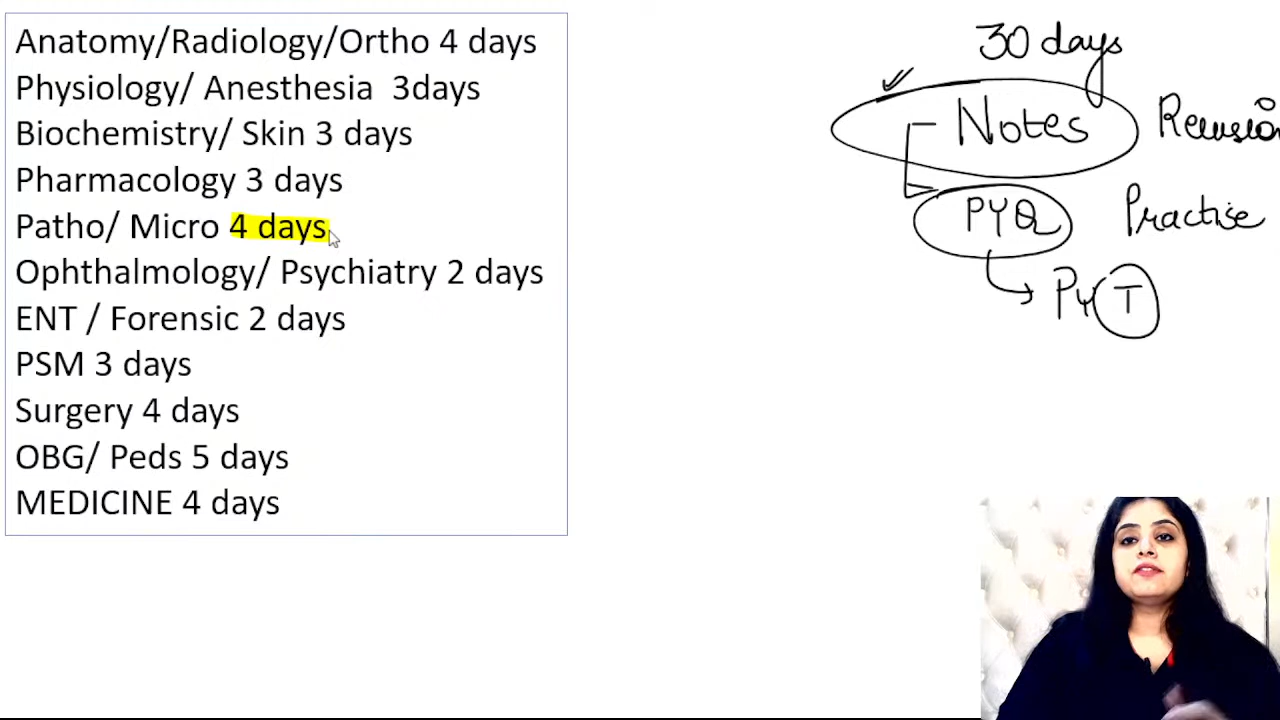 Anatomy/Radiology/Ortho 4 days
Physiology/ Anesthesia  3days
Biochemistry/ Skin 3 days
Pharmacology 3 days
Patho/ Micro 4 days
Ophthalmology/ Psychiatry 2 days
ENT / Forensic 2 days
PSM 3 days
Surgery 4 days
OBG/ Peds 5 days
MEDICINE 4 days
30 days
Notes Revision
PYQ Practise
PYT